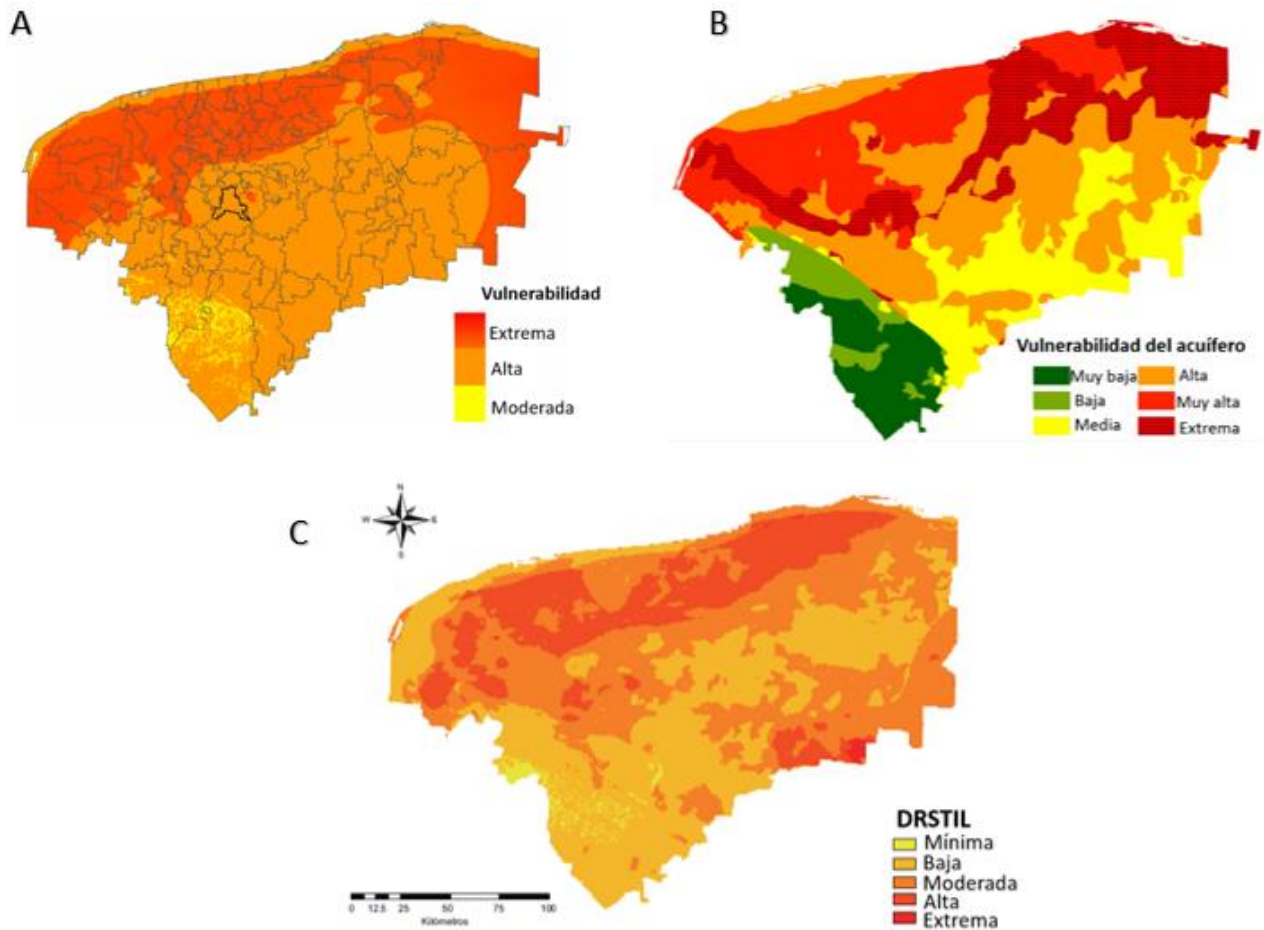 A
Vulnerabilidad
Extrema
Alta
Moderada
B
Vulnerabilidad del acuífero
Muy baja
Alta
Baja
Muy alta
Media
Extrema
C
N
W
E
S
DRSTIL
Mínima
Baja
Moderada
Alta
Extrema
0 12.5 25 50 75 100
Kilómetros